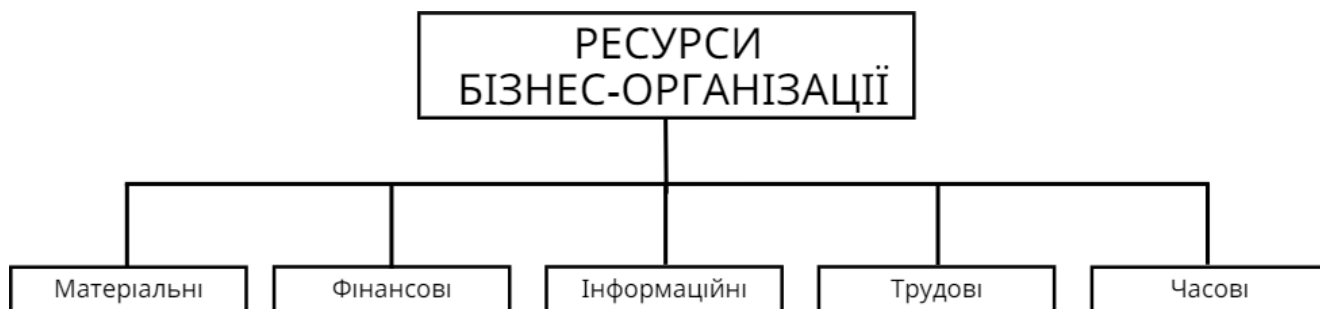 РЕСУРСИ
БІЗНЕС-ОРГАНІЗАЦІЇ
Матеріальні
Фінансові
Інформаційні
Трудові
Часові